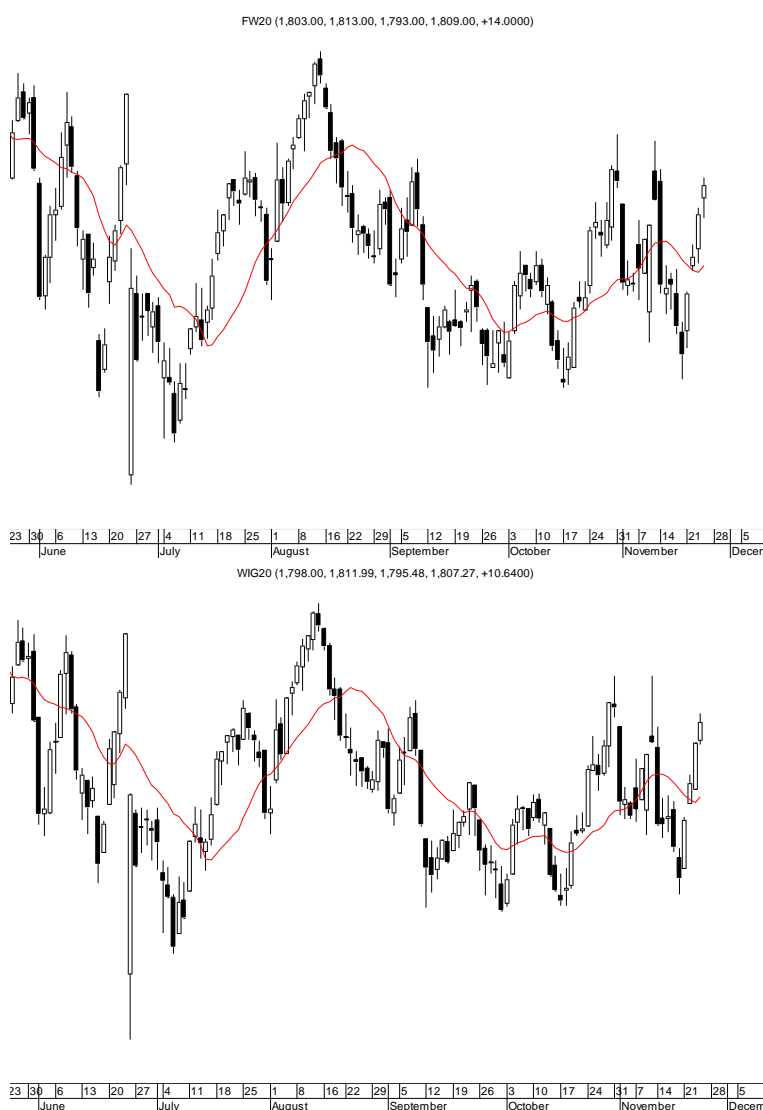 FW20 (1,803.00, 1,813.00, 1,793.00, 1,809.00, +14.0000)
23 30 6 13 20 27 4 11 18 25 1 8 16 22 29 5 12 19 26 3 10 17 24 31 7 14 21 28 5
June July August September October November Decem
WIG20 (1,798.00, 1,811.99, 1,795.48, 1,807.27, +10.6400)
23 30 6 13 20 27 4 11 18 25 1 8 16 22 29 5 12 19 26 3 10 17 24 31 7 14 21 28 5
June July August September October November Decem